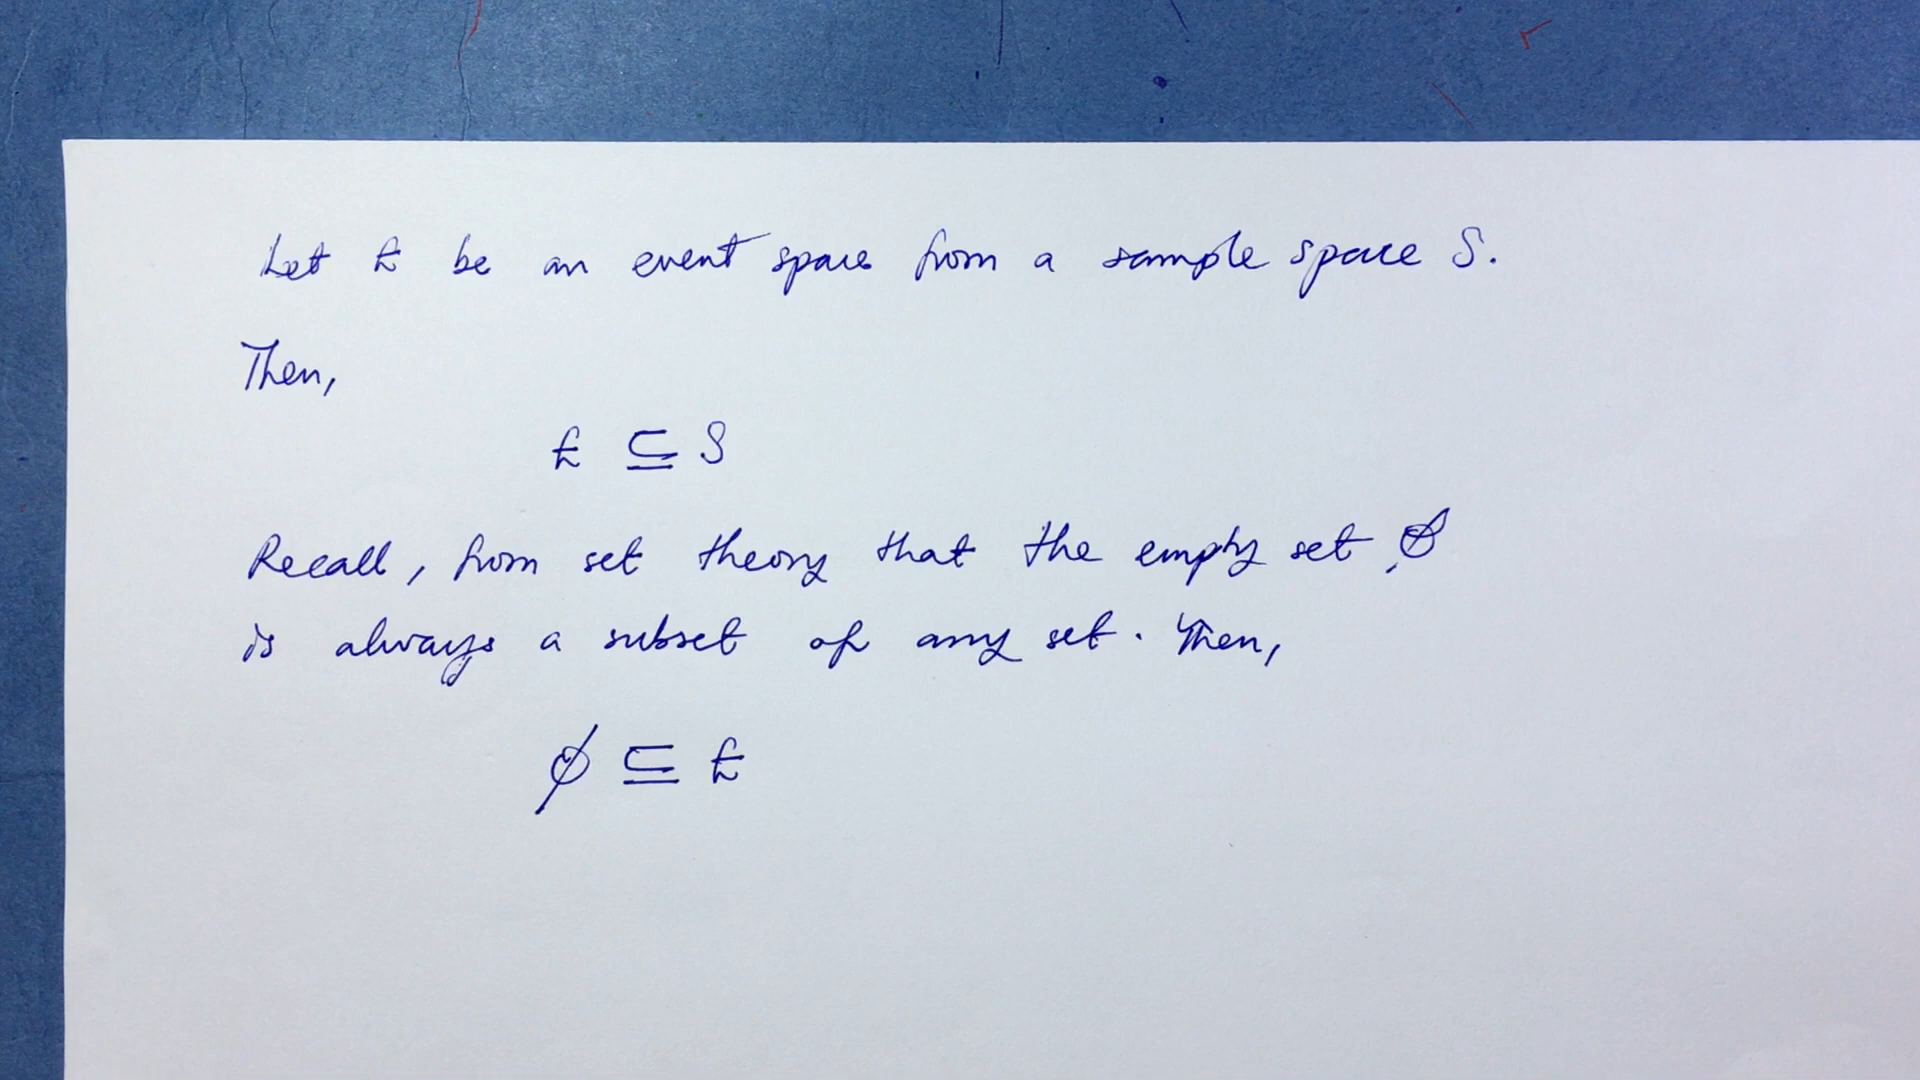 Let E be an event space from a sample space S.
Then,
E ⊆ S
Recall, from set theory that the empty set, ∅
is always a subset of any set. Then,
∅ ⊆ E